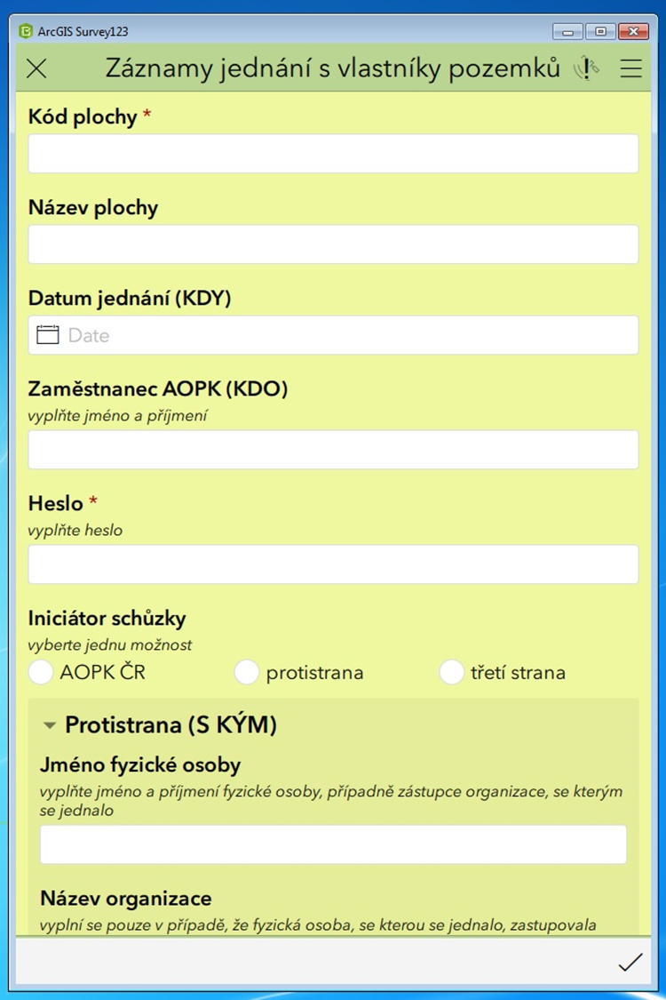 ArcGIS Survey123
Záznamy jednání s vlastníky pozemků
Kód plochy *
Název plochy
Datum jednání (KDY)
Date
Zaměstnanec AOPK (KDO)
vyplňte jméno a příjmení
Heslo *
vyplňte heslo
Iniciátor schůzky
vyberte jednu možnost
AOPK ČR protistrana třetí strana
Protistrana (S KÝM)
Jméno fyzické osoby
vyplňte jméno a příjmení fyzické osoby, případně zástupce organizace, se kterým
se jednalo
Název organizace
vyplní se pouze v případě, že fyzická osoba, se kterou se jednalo, zastupovala